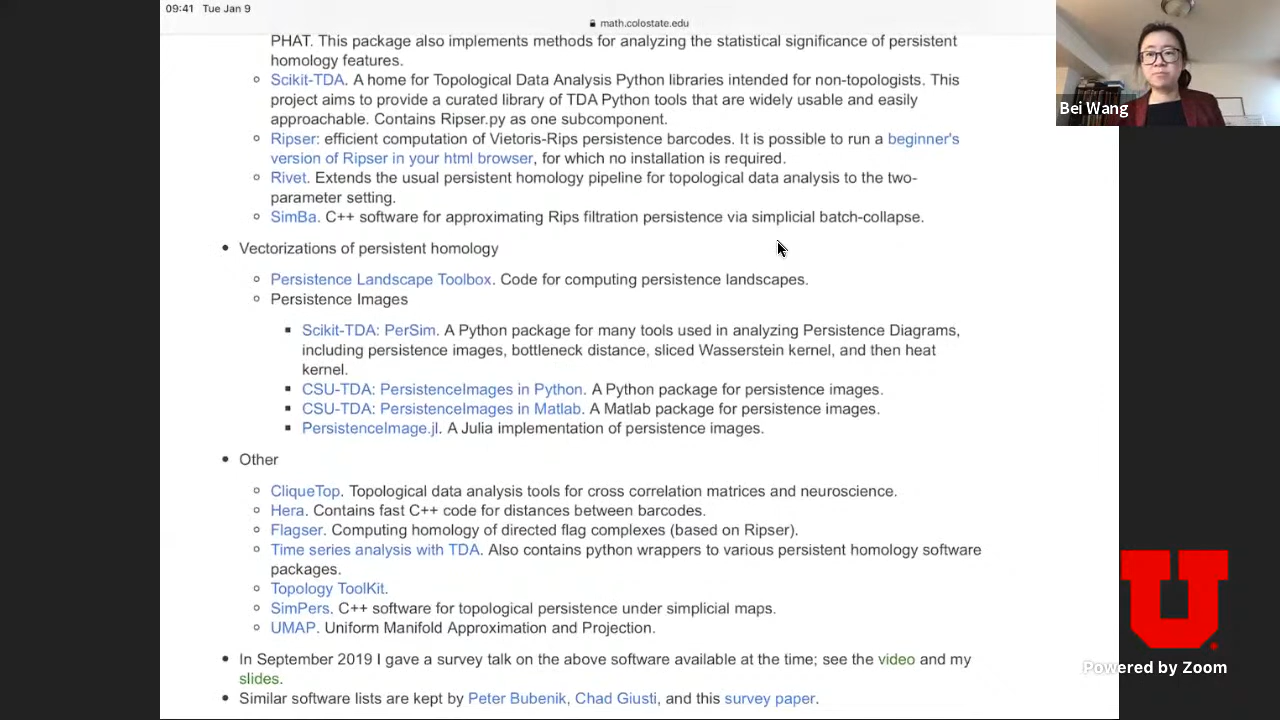 09:41 Tue Jan 9
math.colostate.edu
PHAT. This package also implements methods for analyzing the statistical significance of persistent
homology features.
Scikit-TDA. A home for Topological Data Analysis Python libraries intended for non-topologists. This
project aims to provide a curated library of TDA Python tools that are widely usable and easily
approachable. Contains Ripser.py as one subcomponent.
Ripser: efficient computation of Vietoris-Rips persistence barcodes. It is possible to run a beginner's
version of Ripser in your html browser, for which no installation is required.
Rivet. Extends the usual persistent homology pipeline for topological data analysis to the two-
parameter setting.
SimBa. C++ software for approximating Rips filtration persistence via simplicial batch-collapse.
Vectorizations of persistent homology
Persistence Landscape Toolbox. Code for computing persistence landscapes.
Persistence Images
Scikit-TDA: PerSim. A Python package for many tools used in analyzing Persistence Diagrams,
including persistence images, bottleneck distance, sliced Wasserstein kernel, and then heat
kernel.
CSU-TDA: PersistenceImages in Python. A Python package for persistence images.
CSU-TDA: PersistenceImages in Matlab. A Matlab package for persistence images.
PersistenceImage.jl. A Julia implementation of persistence images.
Other
CliqueTop. Topological data analysis tools for cross correlation matrices and neuroscience.
Hera. Contains fast C++ code for distances between barcodes.
Flagser. Computing homology of directed flag complexes (based on Ripser).
Time series analysis with TDA. Also contains python wrappers to various persistent homology software
packages.
Topology ToolKit.
SimPers. C++ software for topological persistence under simplicial maps.
UMAP. Uniform Manifold Approximation and Projection.
In September 2019 I gave a survey talk on the above software available at the time; see the video and my
slides.
Similar software lists are kept by Peter Bubenik, Chad Giusti, and this survey paper.
Bei Wang
U
Powered by Zoom